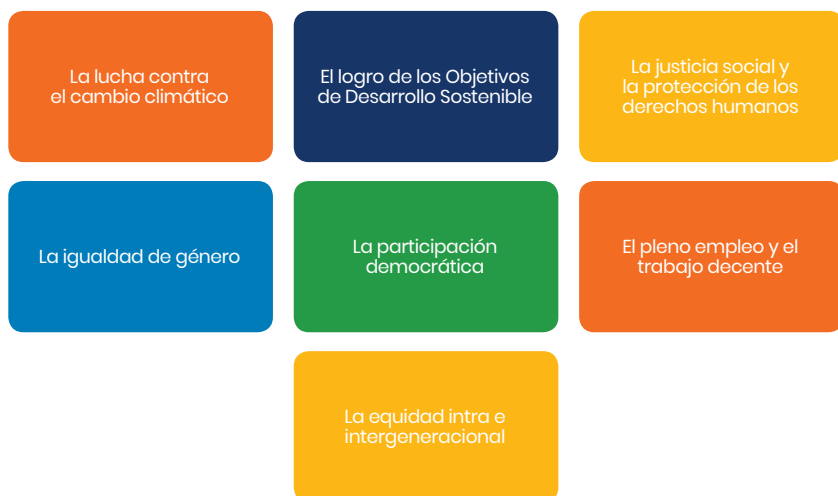 La lucha contra
el cambio climático
El logro de los Objetivos
de Desarrollo Sostenible
La justicia social y
la protección de los
derechos humanos
La igualdad de género
La participación
democrática
El pleno empleo y el
trabajo decente
La equidad intra e
intergeneracional